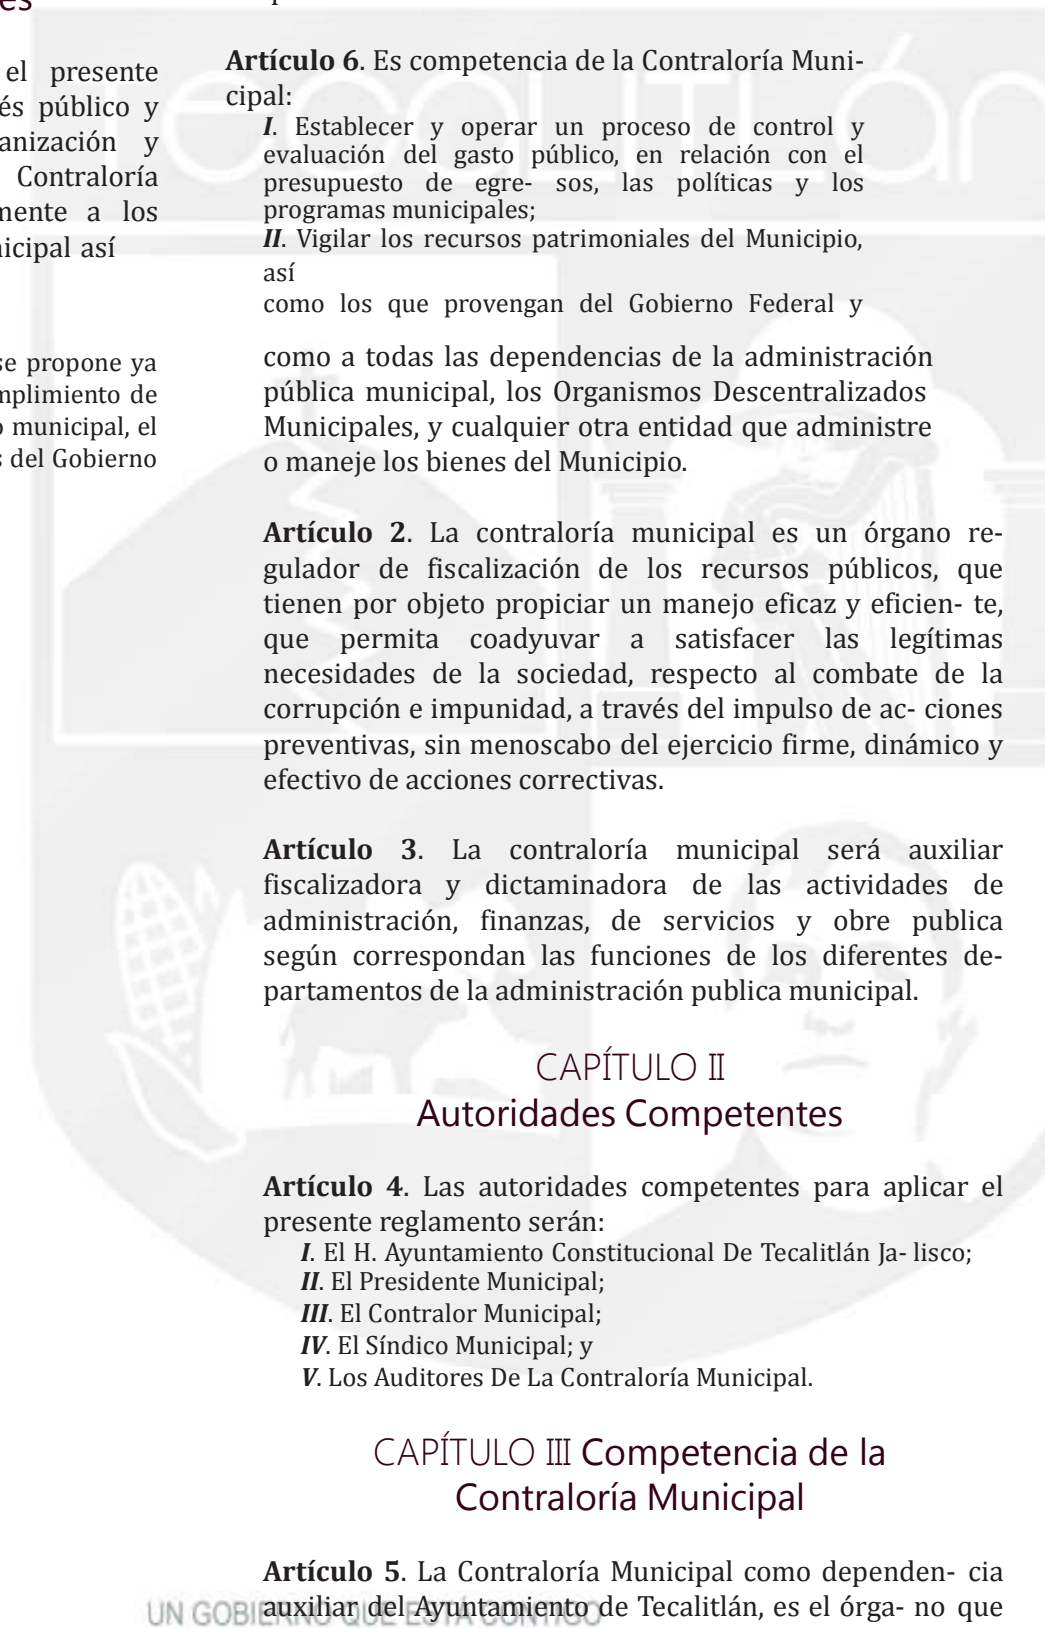 es
el presente
és público y
anización y
Contraloría
mente a los
nicipal así
se propone ya
mplimiento de
o municipal, el
s del Gobierno
Artículo 6. Es competencia de la Contraloría Muni-
cipal:
I. Establecer y operar un proceso de control y
evaluación del gasto público, en relación con el
presupuesto de egre- sos, las políticas y los
programas municipales;
II. Vigilar los recursos patrimoniales del Municipio,
así
como los que provengan del Gobierno Federal y
como a todas las dependencias de la administración
pública municipal, los Organismos Descentralizados
Municipales, y cualquier otra entidad que administre
o maneje los bienes del Municipio.
Artículo 2. La contraloría municipal es un órgano re-
gulador de fiscalización de los recursos públicos, que
tienen por objeto propiciar un manejo eficaz y eficien- te,
que permita coadyuvar a satisfacer las legítimas
necesidades de la sociedad, respecto al combate de la
corrupción e impunidad, a través del impulso de ac- ciones
preventivas, sin menoscabo del ejercicio firme, dinámico y
efectivo de acciones correctivas.
Artículo 3. La contraloría municipal será auxiliar
fiscalizadora y dictaminadora de las actividades de
administración, finanzas, de servicios y obre publica
según correspondan las funciones de los diferentes de-
partamentos de la administración publica municipal.
CAPÍTULO II
Autoridades Competentes
Artículo 4. Las autoridades competentes para aplicar el
presente reglamento serán:
I. El H. Ayuntamiento Constitucional De Tecalitlán Ja- lisco;
II. El Presidente Municipal;
III. El Contralor Municipal;
IV. El Síndico Municipal; y
V. Los Auditores De La Contraloría Municipal.
CAPÍTULO III Competencia de la
Contraloría Municipal
Artículo 5. La Contraloría Municipal como dependen- cia
auxiliar del Ayuntamiento de Tecalitlán, es el órga- no que
UN GOBIERNO QUE ESTÁ CONTIGO
Tecalitlán